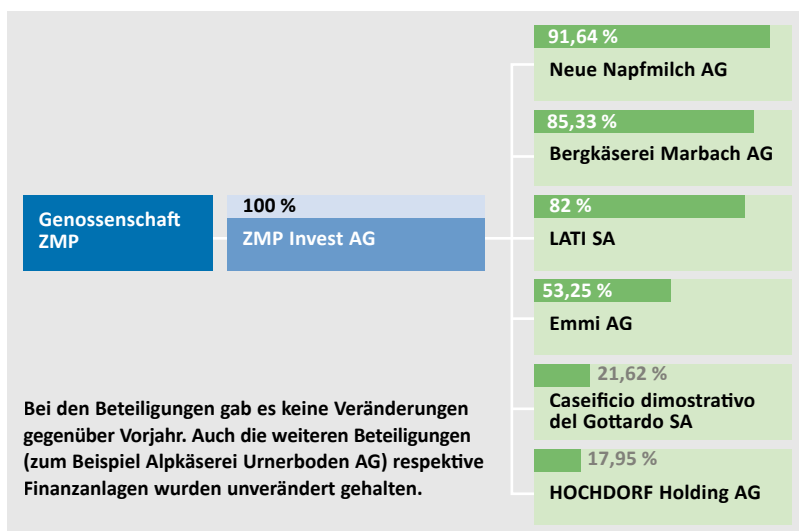 Genossenschaft
ZMP
100 %
ZMP Invest AG
91,64 %
Neue Napfmilch AG
85,33 %
Bergkäserei Marbach AG
82 %
LATI SA
53,25 %
Emmi AG
21,62 %
Caseificio dimostrativo
del Gottardo SA
17,95 %
HOCHDORF Holding AG
Bei den Beteiligungen gab es keine Veränderungen
gegenüber Vorjahr. Auch die weiteren Beteiligungen
(zum Beispiel Alpkäserei Urnerboden AG) respektive
Finanzanlagen wurden unverändert gehalten.